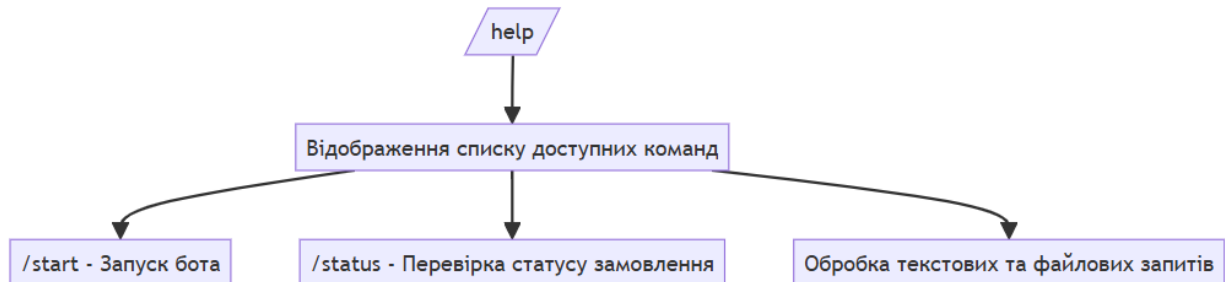 help
Відображення списку доступних команд
/start - Запуск бота
/status - Перевірка статусу замовлення
Обробка текстових та файлових запитів